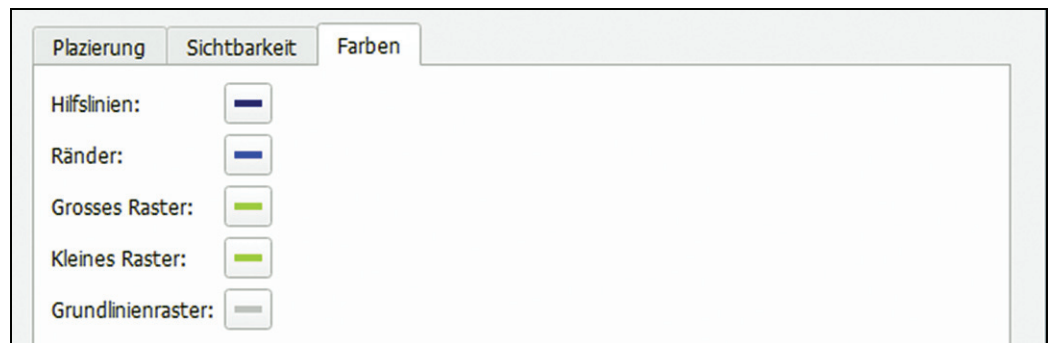 Plazierung Sichtbarkeit Farben
Hilfslinien:
Ränder:
Grosses Raster:
Kleines Raster:
Grundlinienraster: